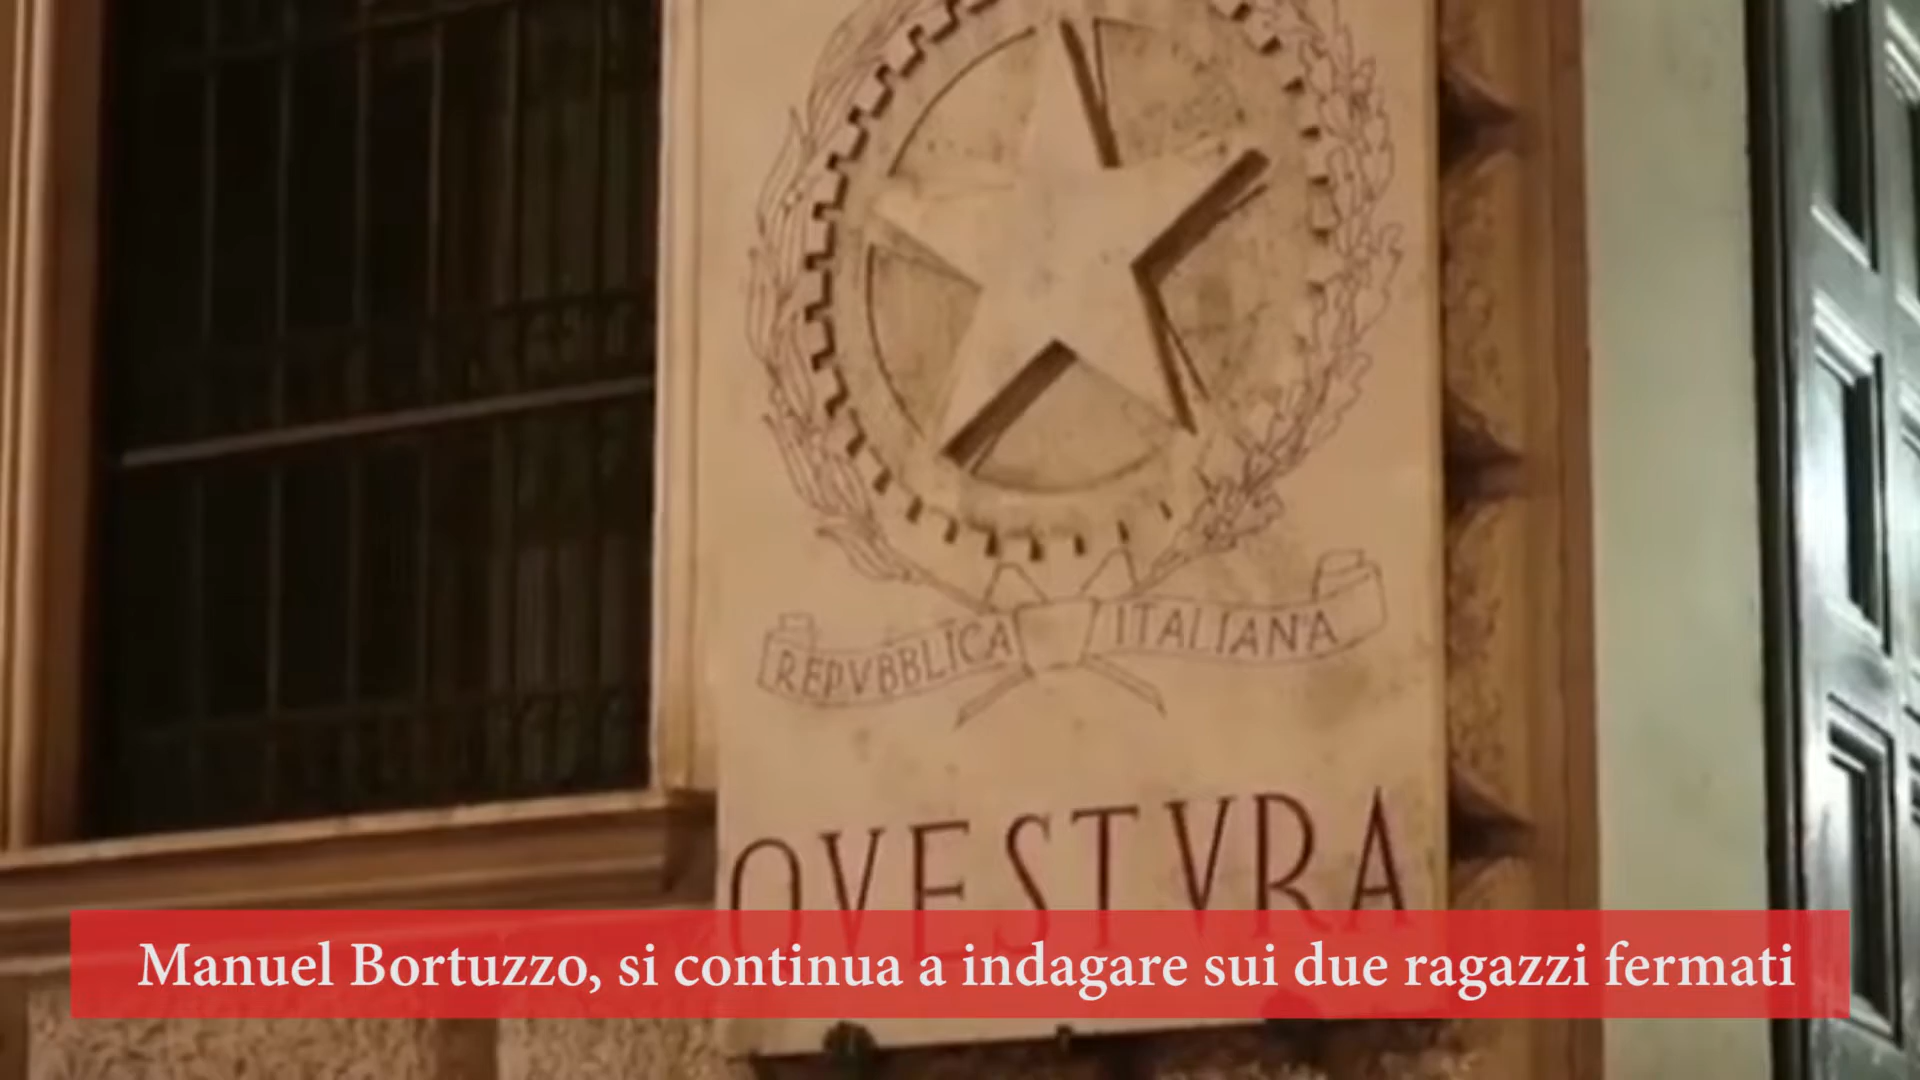 REPVBBLICA ITALIANA
QVESTVRA
Manuel Bortuzzo, si continua a indagare sui due ragazzi fermati